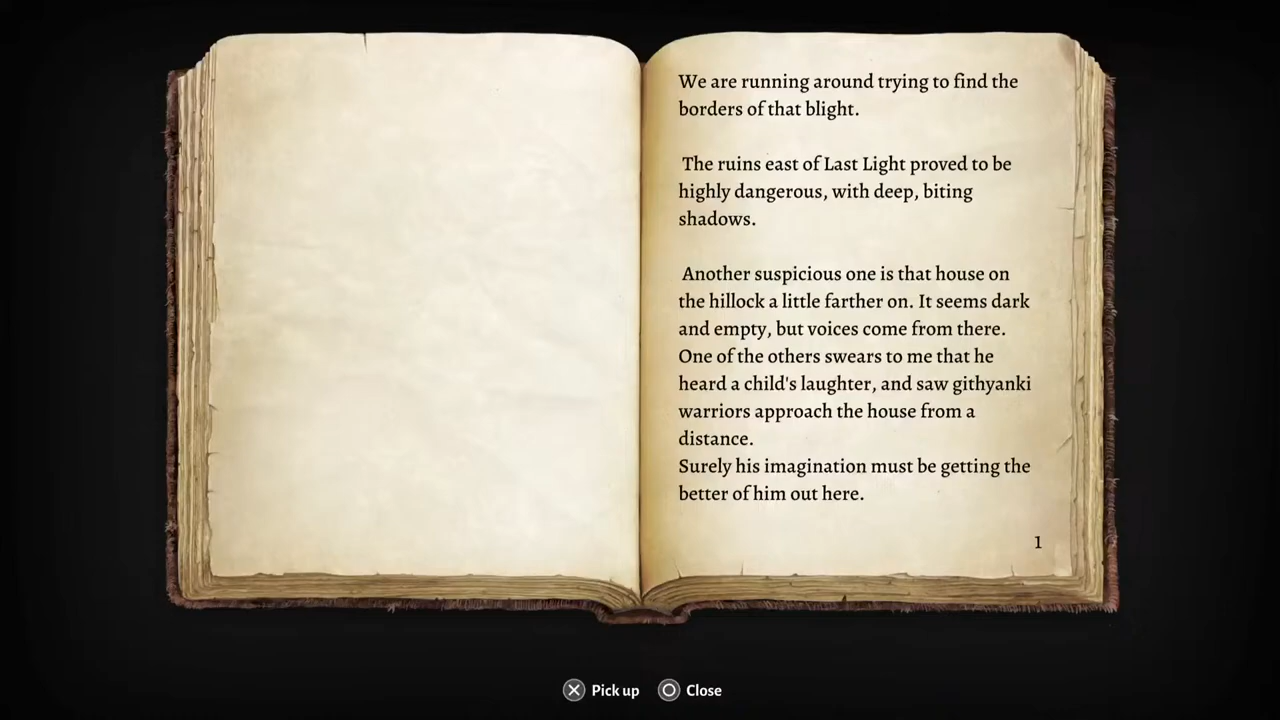 We are running around trying to find the
borders of that blight.
The ruins east of Last Light proved to be
highly dangerous, with deep, biting
shadows.
Another suspicious one is that house on
the hillock a little farther on. It seems dark
and empty, but voices come from there.
One of the others swears to me that he
heard a child's laughter, and saw githyanki
warriors approach the house from a
distance.
Surely his imagination must be getting the
better of him out here.
1
Pick up Close